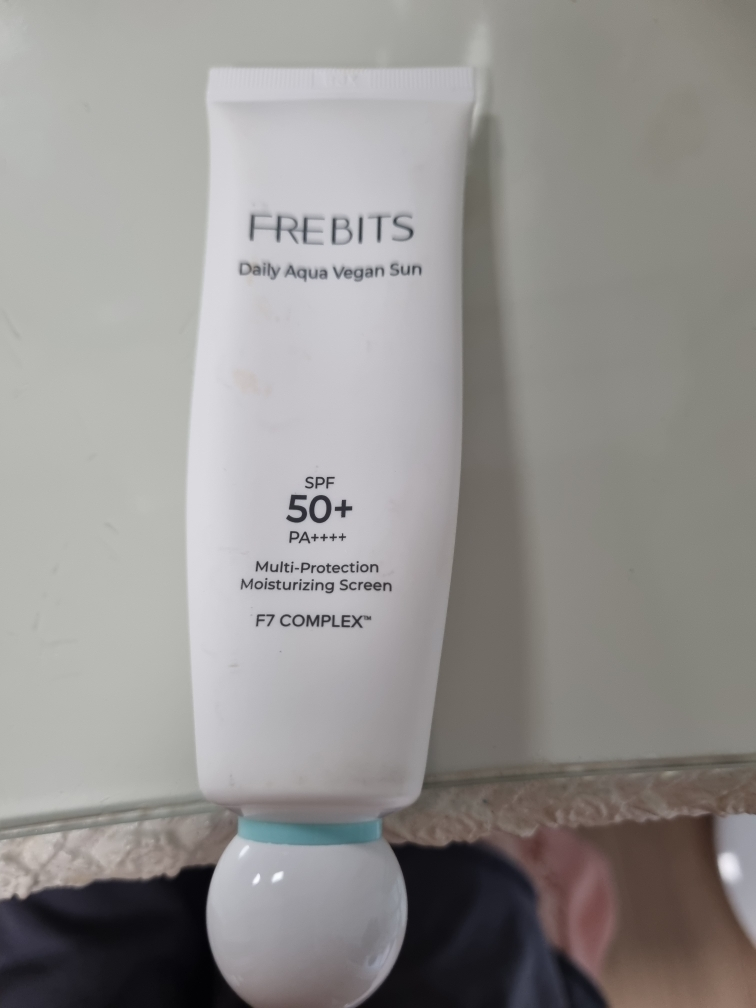 FREBITS
Daily Aqua Vegan Sun
SPF
50+
PA++++
Multi-Protection
Moisturizing Screen
F7 COMPLEX™